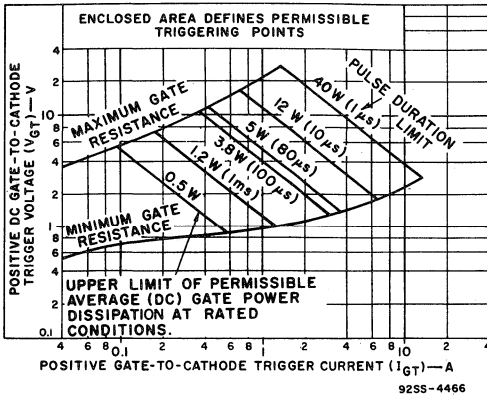 ENCLOSED AREA DEFINES PERMISSIBLE
TRIGGERING POINTS
POSITIVE DC GATE-TO-CATHODE
TRIGGER VOLTAGE (VGT)—V
4
2
10
8
6
4
2
1
8
6
4
2
0.1
MAXIMUM GATE
RESISTANCE
MINIMUM GATE
RESISTANCE
PULSE DURATION
LIMIT
40W (1μs)
12 W (10μs)
5W (80μs)
3.8W (100μs)
1.2W (1ms)
0.5 W
UPPER LIMIT OF PERMISSIBLE
AVERAGE (DC) GATE POWER
DISSIPATION AT RATED
CONDITIONS.
4 6 8 0.1 2 4 6 8 1 2 4 6 8 10 2
POSITIVE GATE-TO-CATHODE TRIGGER CURRENT (IGT)—A
92SS-4466